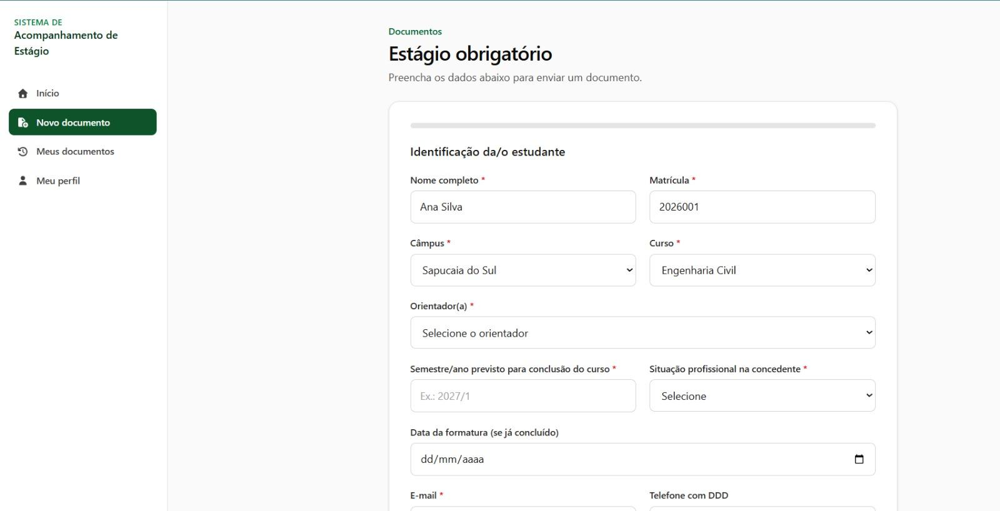 SISTEMA DE
Acompanhamento de
Estágio
Início
Novo documento
Meus documentos
Meu perfil
Documentos
Estágio obrigatório
Preencha os dados abaixo para enviar um documento.
Identificação da/o estudante
Nome completo *
Matrícula *
Ana Silva
2026001
Câmpus *
Curso *
Sapucaia do Sul
Engenharia Civil
Orientador(a) *
Selecione o orientador
Semestre/ano previsto para conclusão do curso *
Situação profissional na concedente *
Ex.: 2027/1
Selecione
Data da formatura (se já concluído)
dd/mm/aaaa
E-mail *
Telefone com DDD